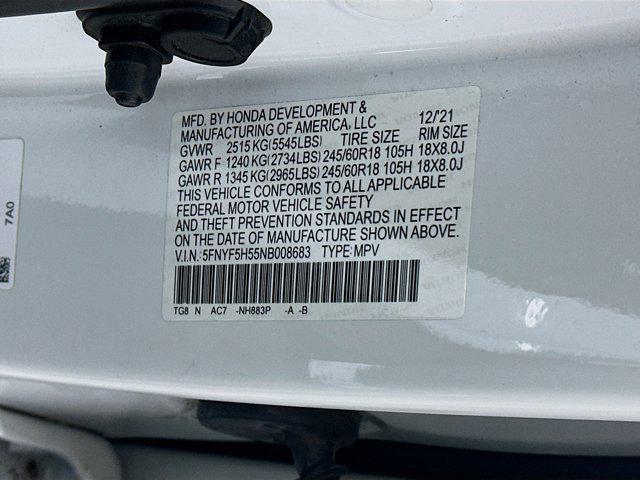 MFD. BY HONDA DEVELOPMENT & 12/'21
MANUFACTURING OF AMERICA, LLC
GVWR 2515 KG(5545LBS) TIRE SIZE RIM SIZE
GAWR F 1240 KG(2734LBS) 245/60R18 105H 18X8.0J
GAWR R 1345 KG(2965LBS) 245/60R18 105H 18X8.0J
THIS VEHICLE CONFORMS TO ALL APPLICABLE
FEDERAL MOTOR VEHICLE SAFETY
AND THEFT PREVENTION STANDARDS IN EFFECT
ON THE DATE OF MANUFACTURE SHOWN ABOVE.
V.I.N.:5FNYF5H55NB008683 TYPE:MPV
TG8 N AC7 -NH883P -A -B
7A0